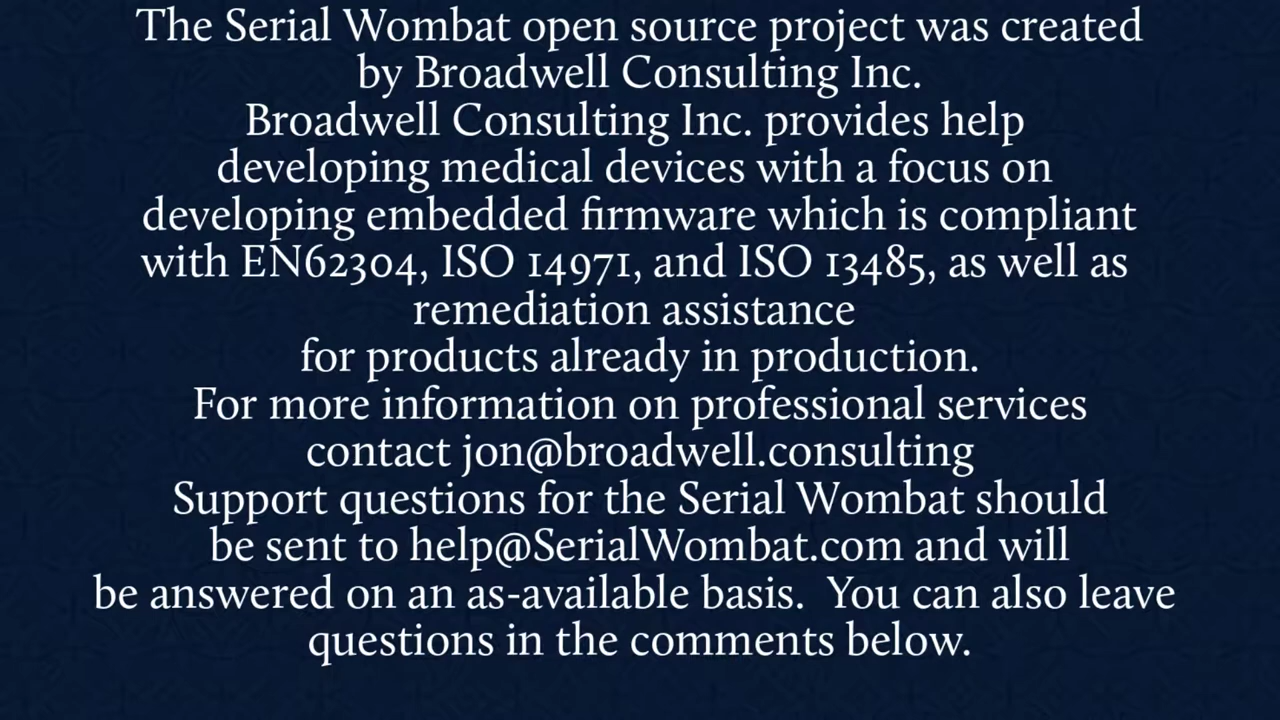 The Serial Wombat open source project was created
by Broadwell Consulting Inc.
Broadwell Consulting Inc. provides help
developing medical devices with a focus on
developing embedded firmware which is compliant
with EN62304, ISO 14971, and ISO 13485, as well as
remediation assistance
for products already in production.
For more information on professional services
contact jon@broadwell.consulting
Support questions for the Serial Wombat should
be sent to help@SerialWombat.com and will
be answered on an as-available basis.  You can also leave
questions in the comments below.